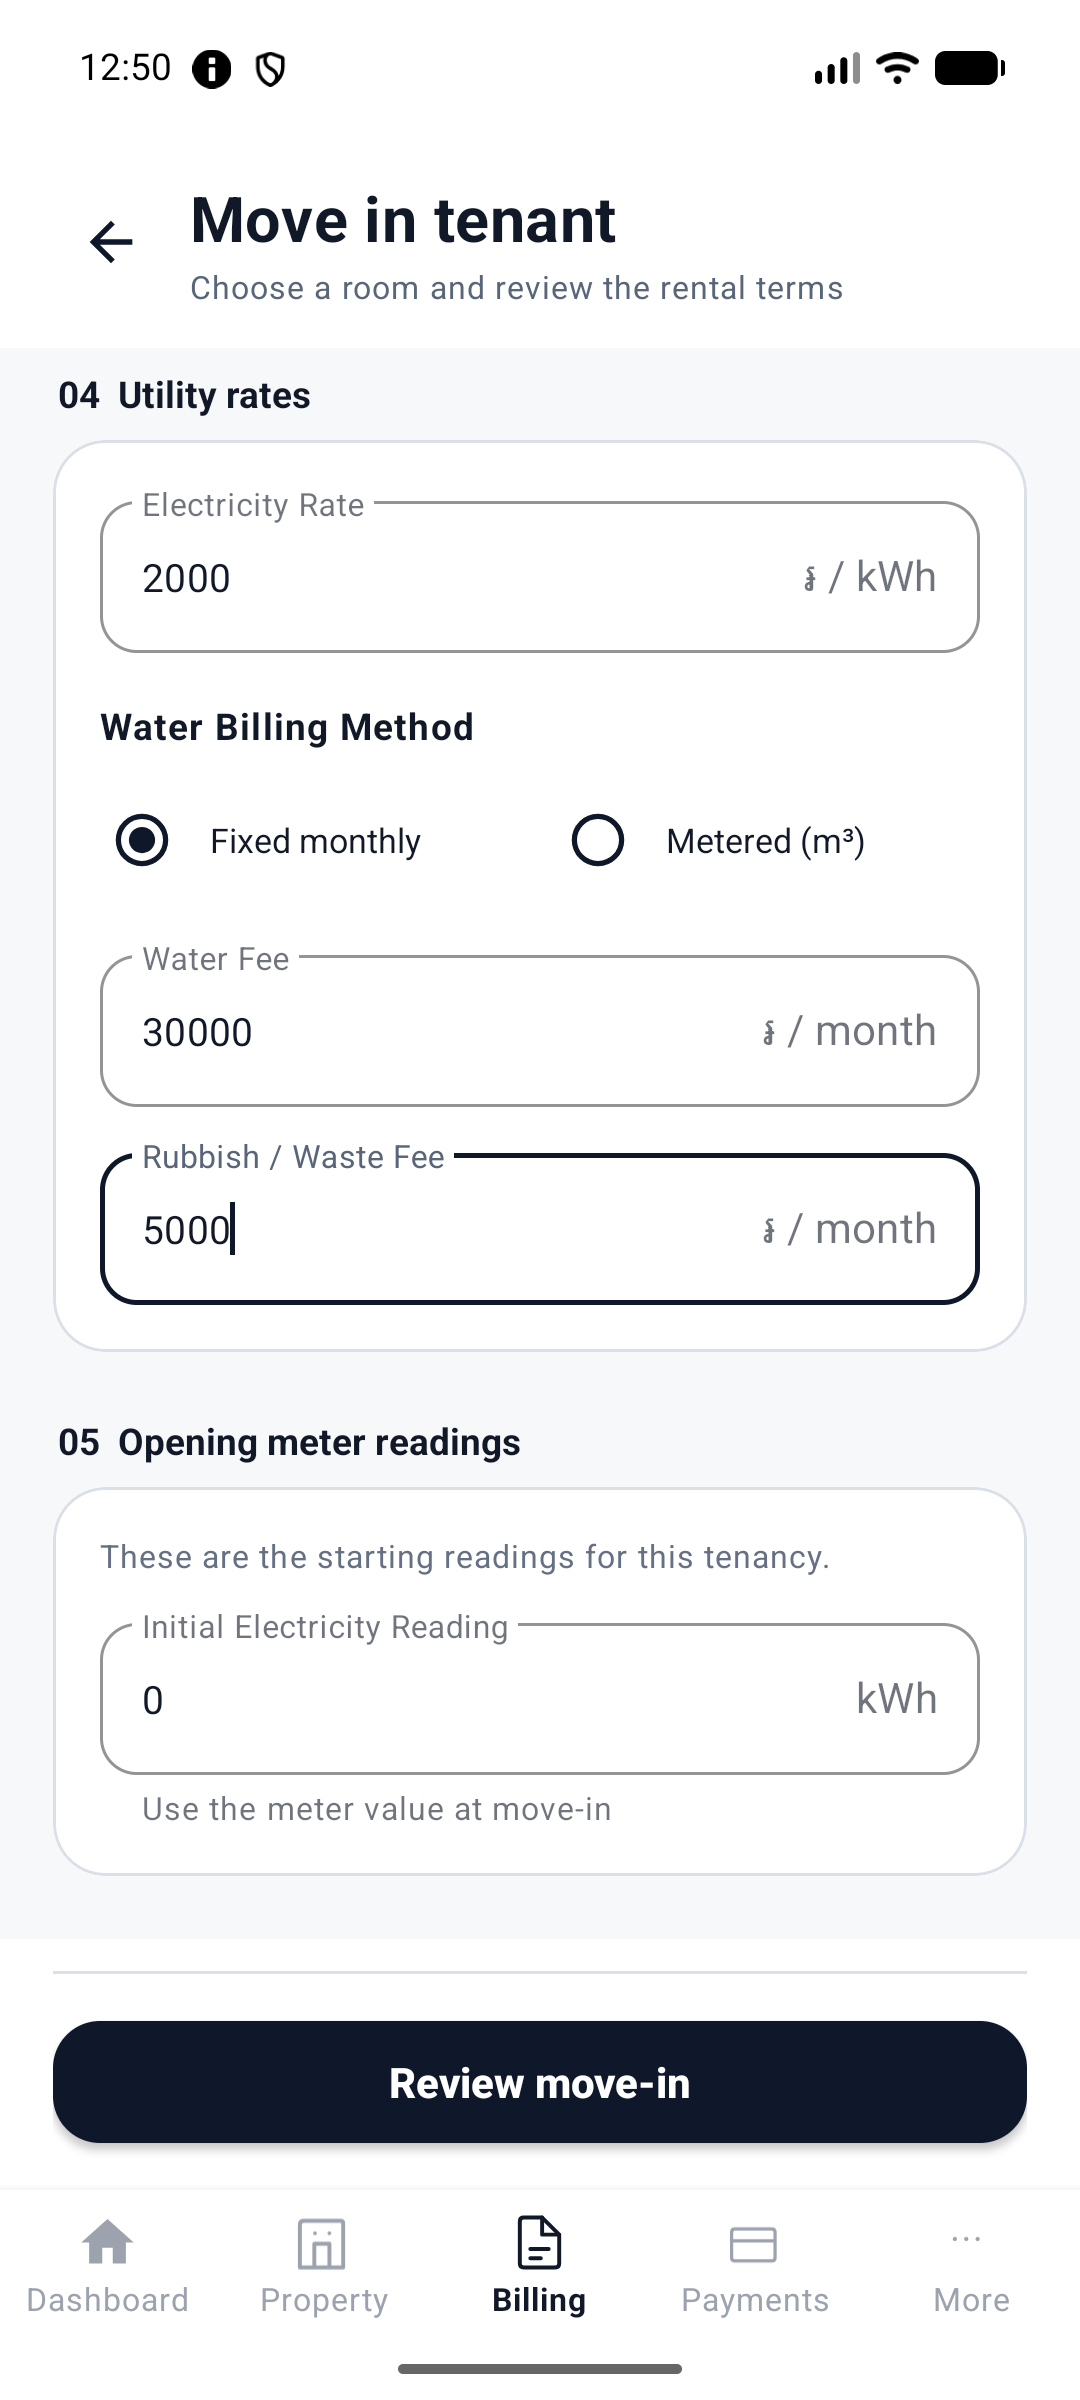 12:50
Move in tenant
Choose a room and review the rental terms
04 Utility rates
Electricity Rate
2000
៛ / kWh
Water Billing Method
Fixed monthly
Metered (m³)
Water Fee
30000
៛ / month
Rubbish / Waste Fee
5000
៛ / month
05 Opening meter readings
These are the starting readings for this tenancy.
Initial Electricity Reading
0
kWh
Use the meter value at move-in
Review move-in
Dashboard
Property
Billing
Payments
More